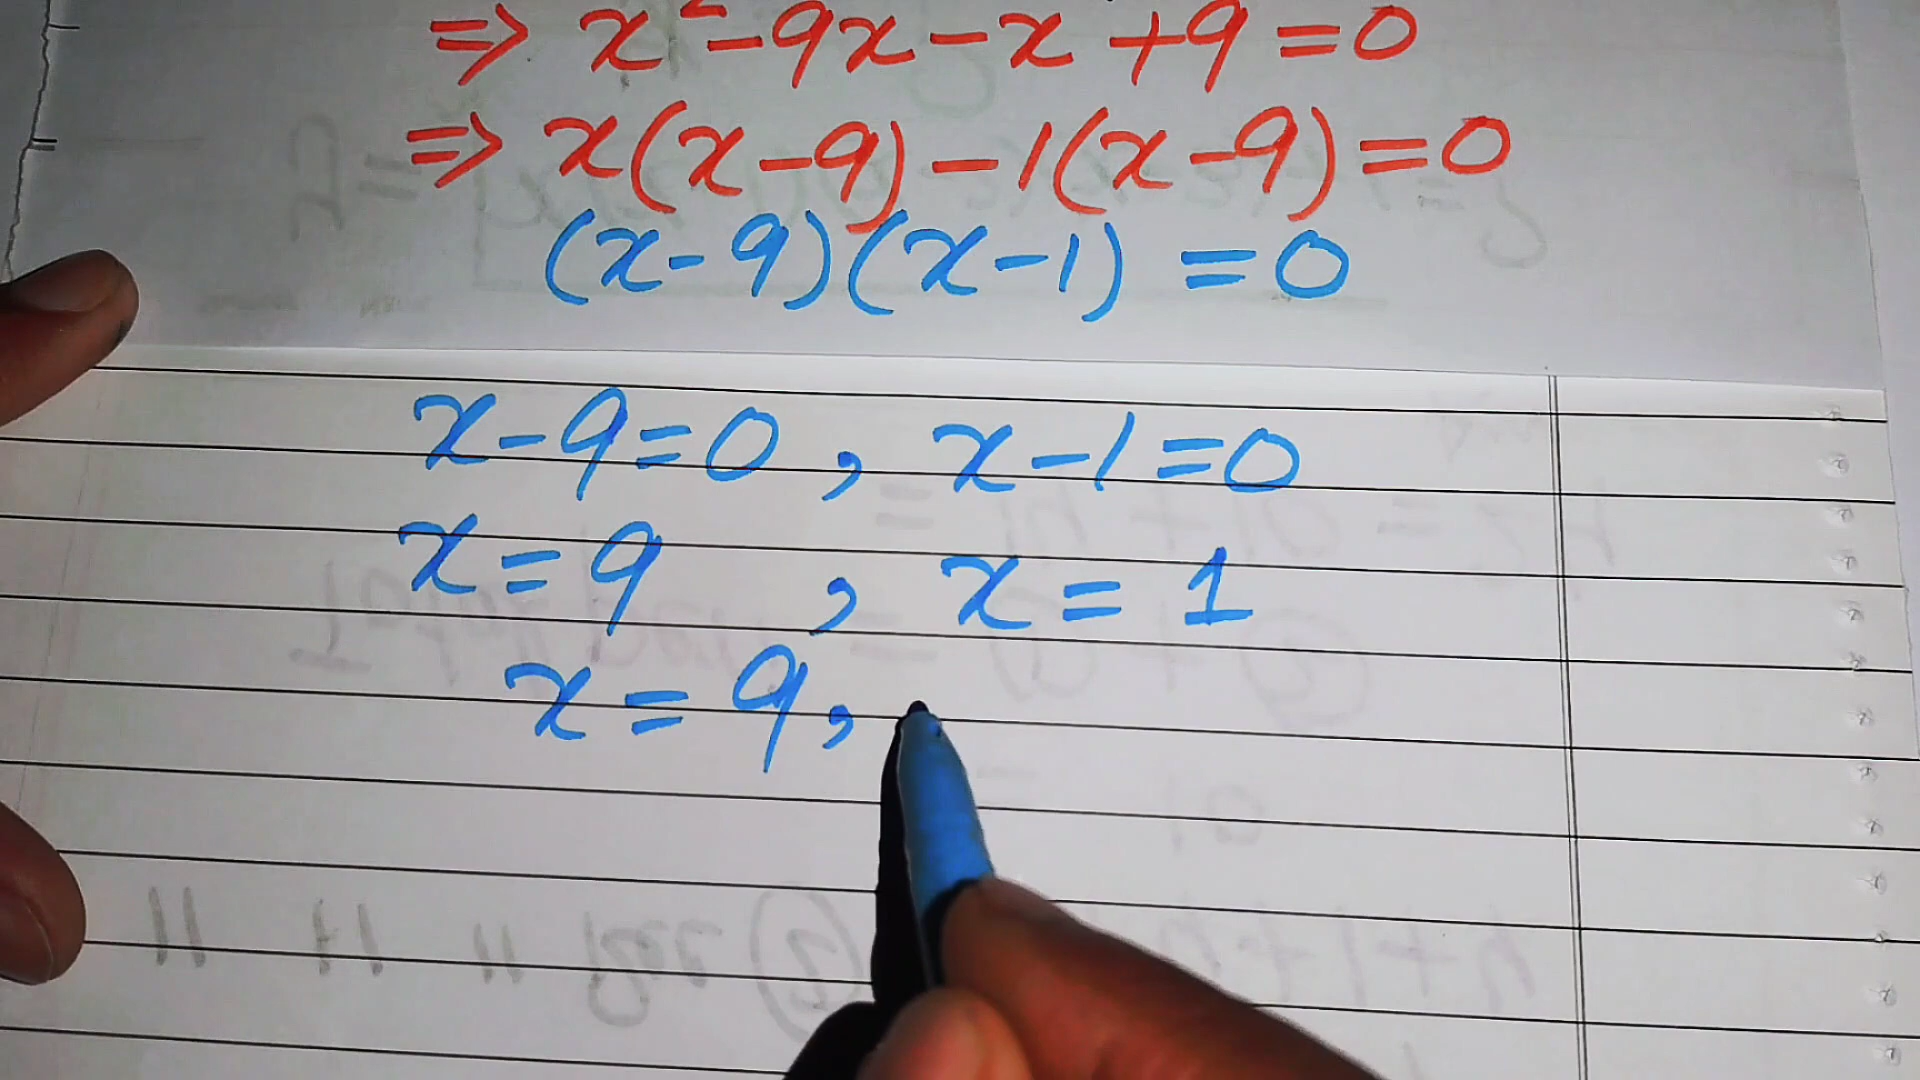 ⇒ x² - 9x - x + 9 = 0
⇒ x(x-9) - 1(x-9) = 0
(x-9)(x-1) = 0
x-9=0 , x-1=0
x=9 , x = 1
x = 9,